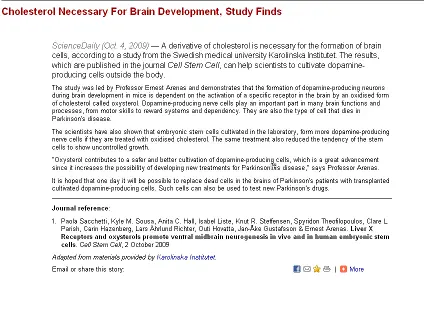 Cholesterol Necessary For Brain Development, Study Finds
ScienceDaily (Oct. 4, 2009) — A derivative of cholesterol is necessary for the formation of brain
cells, according to a study from the Swedish medical university Karolinska Institutet. The results,
which are published in the journal Cell Stem Cell, can help scientists to cultivate dopamine-
producing cells outside the body.
The study was led by Professor Ernest Arenas and demonstrates that the formation of dopamine-producing neurons
during brain development in mice is dependent on the activation of a specific receptor in the brain by an oxidised form
of cholesterol called oxysterol. Dopamine-producing nerve cells play an important part in many brain functions and
processes, from motor skills to reward systems and dependency. They are also the type of cell that dies in
Parkinson's disease.
The scientists have also shown that embryonic stem cells cultivated in the laboratory, form more dopamine-producing
nerve cells if they are treated with oxidised cholesterol. The same treatment also reduced the tendency of the stem
cells to show uncontrolled growth.
"Oxysterol contributes to a safer and better cultivation of dopamine-producing cells, which is a great advancement
since it increases the possibility of developing new treatments for Parkinson's disease," says Professor Arenas.
It is hoped that one day it will be possible to replace dead cells in the brains of Parkinson's patients with transplanted
cultivated dopamine-producing cells. Such cells can also be used to test new Parkinson's drugs.
Journal reference:
1. Paola Sacchetti, Kyle M. Sousa, Anita C. Hall, Isabel Liste, Knut R. Steffensen, Spyridon Theofilopoulos, Clare L.
Parish, Carin Hazenberg, Lars Ährlund Richter, Outi Hovatta, Jan-Åke Gustafsson & Ernest Arenas. Liver X
Receptors and oxysterols promote ventral midbrain neurogenesis in vivo and in human embryonic stem
cells. Cell Stem Cell, 2 October 2009
Adapted from materials provided by Karolinska Institutet.
Email or share this story: | More